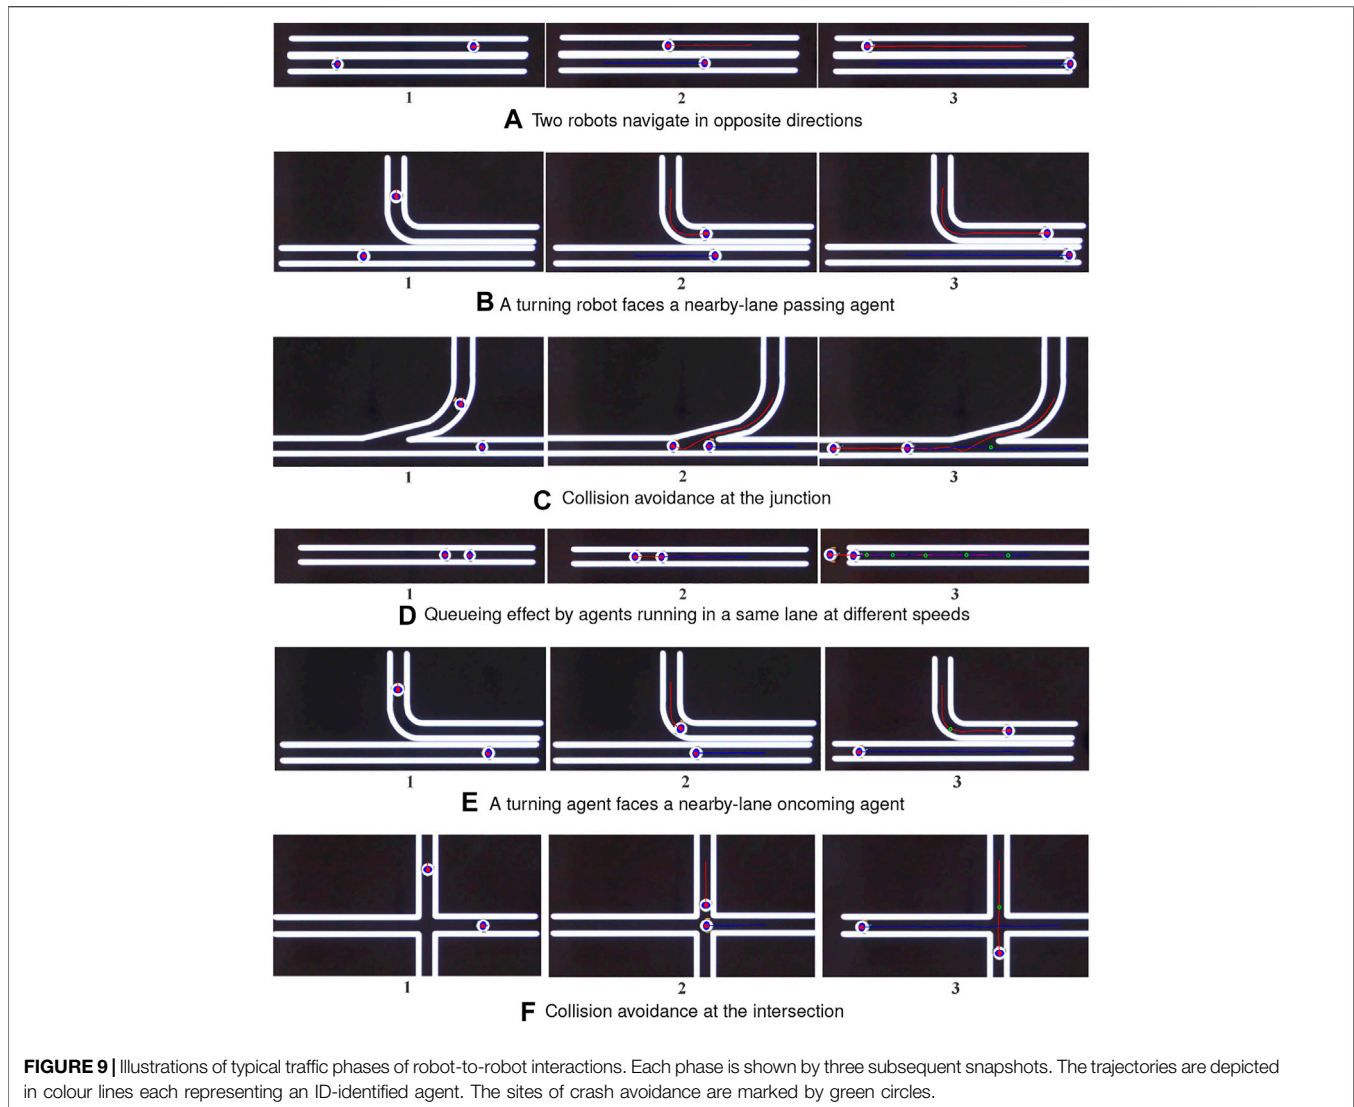 1 2 3
A Two robots navigate in opposite directions
1 2 3
B A turning robot faces a nearby-lane passing agent
1 2 3
C Collision avoidance at the junction
1 2 3
D Queueing effect by agents running in a same lane at different speeds
1 2 3
E A turning agent faces a nearby-lane oncoming agent
1 2 3
F Collision avoidance at the intersection
FIGURE 9 | Illustrations of typical traffic phases of robot-to-robot interactions. Each phase is shown by three subsequent snapshots. The trajectories are depicted
in colour lines each representing an ID-identified agent. The sites of crash avoidance are marked by green circles.